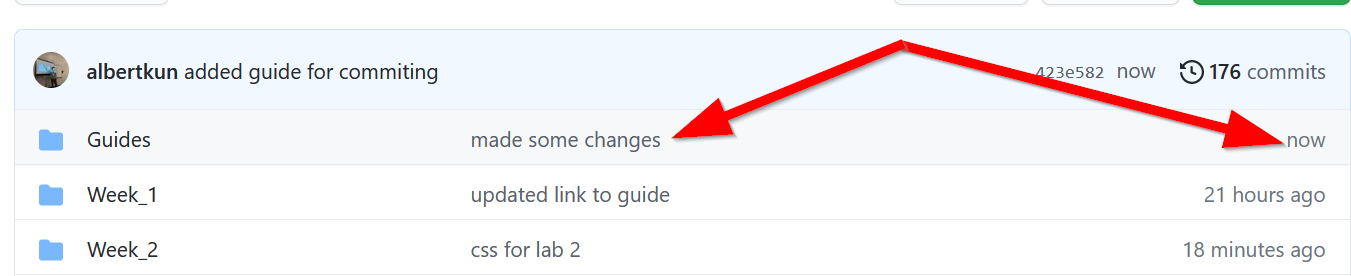 albertkun added guide for commiting 423e582 now 176 commits
Guides made some changes now
Week_1 updated link to guide 21 hours ago
Week_2 css for lab 2 18 minutes ago